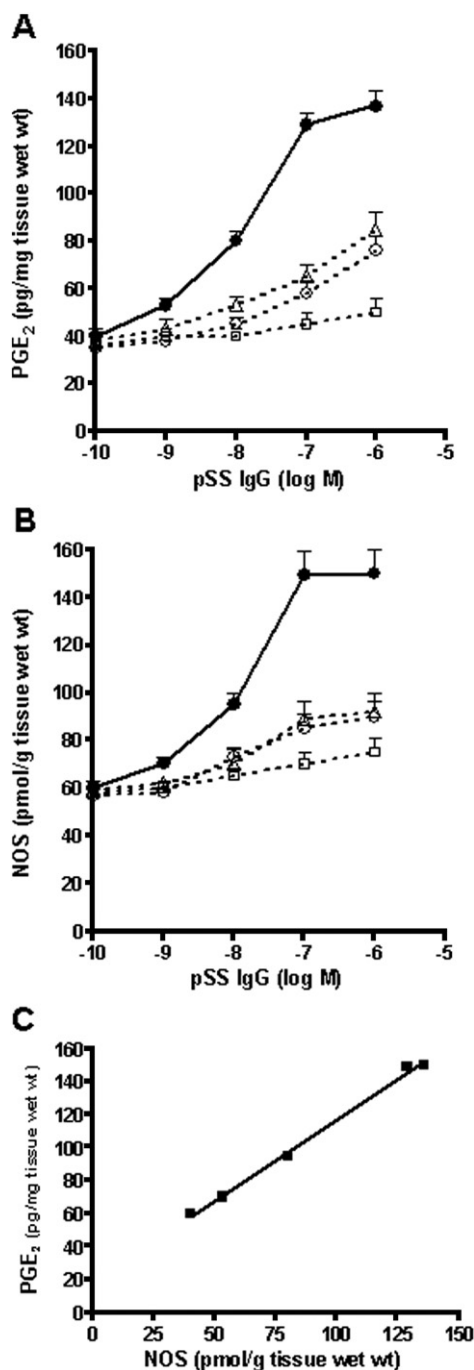 A
PGE₂ (pg/mg tissue wet wt)
160
140
120
100
80
60
40
20
0
-10 -9 -8 -7 -6 -5
pSS IgG (log M)
B
NOS (pmol/g tissue wet wt)
160
140
120
100
80
60
40
20
0
-10 -9 -8 -7 -6 -5
pSS IgG (log M)
C
PGE₂ (pg/mg tissue wet wt)
160
140
120
100
80
60
40
20
0
0 25 50 75 100 125 150
NOS (pmol/g tissue wet wt)